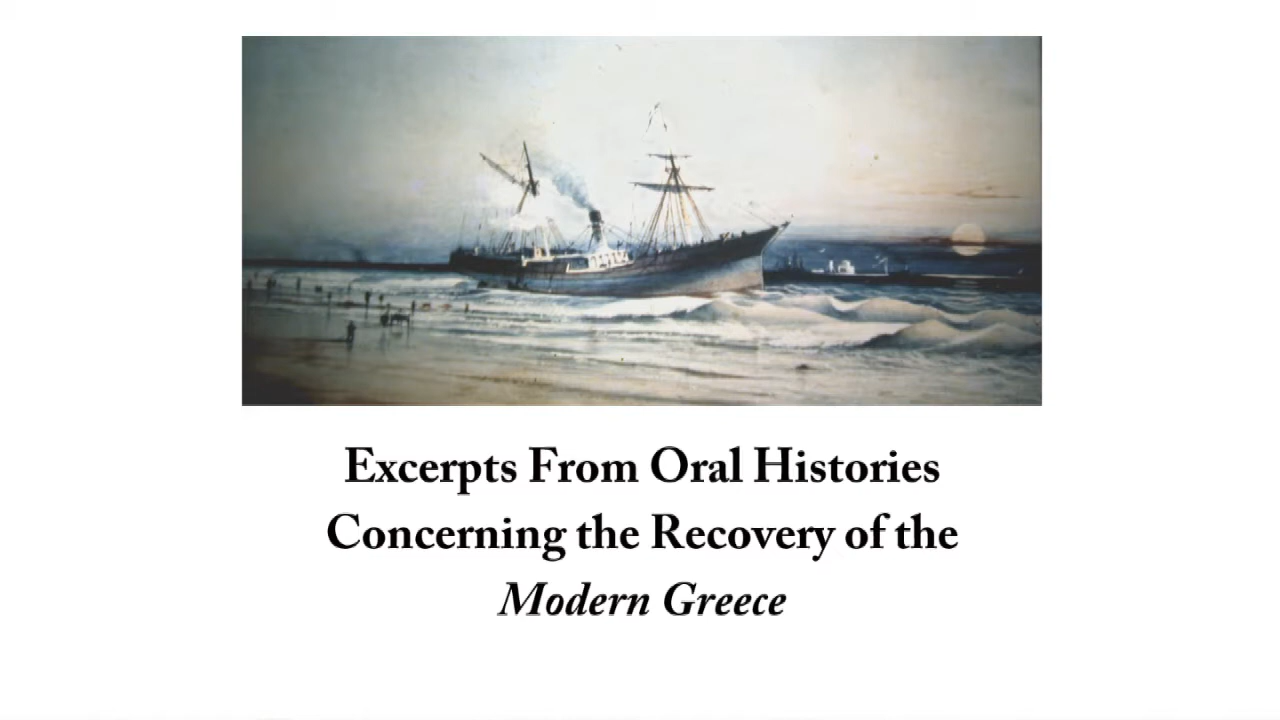 Excerpts From Oral Histories
Concerning the Recovery of the
Modern Greece